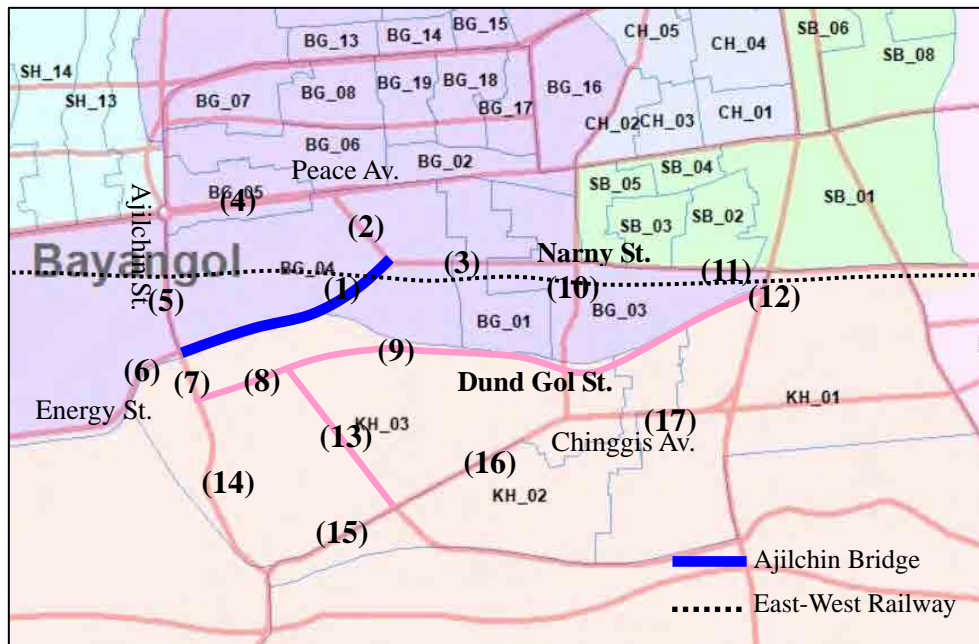 BG_15
BG_13
BG_14
CH_05
SB_06
CH_04
SB_08
SH_14
SH_13
BG_07
BG_08
BG_19
BG_18
BG_17
BG_16
CH_02
CH_03
CH_01
BG_06
BG_02
Peace Av.
BG_05
(4)
SB_04
SB_05
SB_03
SB_02
SB_01
Ajilchin St.
(2)
Bayangol
BG_04
(3)
Narny St.
(1)
(5)
(10)
(11)
(12)
BG_01
BG_03
(6)
(7)
(8)
(9)
Dund Gol St.
Energy St.
KH_03
(13)
Chinggis Av.
(17)
KH_01
(14)
(16)
KH_02
(15)
Ajilchin Bridge
East-West Railway